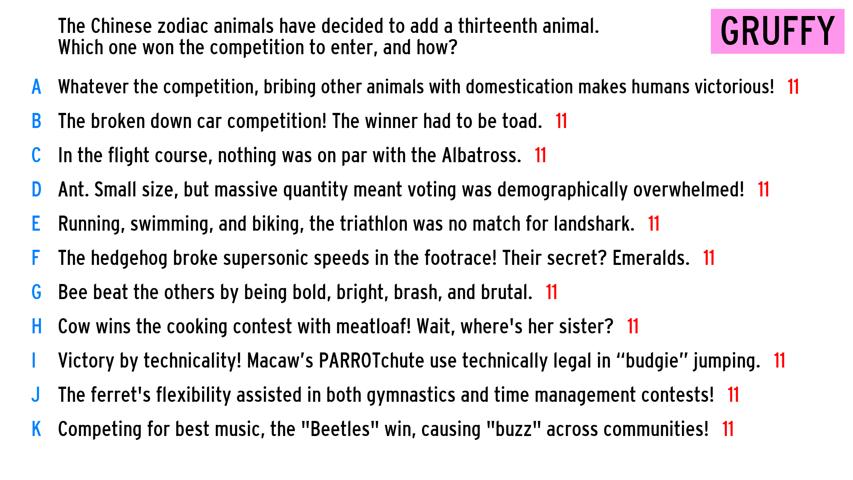 The Chinese zodiac animals have decided to add a thirteenth animal.
Which one won the competition to enter, and how?
GRUFFY
A Whatever the competition, bribing other animals with domestication makes humans victorious! 11
B The broken down car competition! The winner had to be toad. 11
C In the flight course, nothing was on par with the Albatross. 11
D Ant. Small size, but massive quantity meant voting was demographically overwhelmed! 11
E Running, swimming, and biking, the triathlon was no match for landshark. 11
F The hedgehog broke supersonic speeds in the footrace! Their secret? Emeralds. 11
G Bee beat the others by being bold, bright, brash, and brutal. 11
H Cow wins the cooking contest with meatloaf! Wait, where's her sister? 11
I Victory by technicality! Macaw’s PARROTchute use technically legal in “budgie” jumping. 11
J The ferret's flexibility assisted in both gymnastics and time management contests! 11
K Competing for best music, the "Beetles" win, causing "buzz" across communities! 11